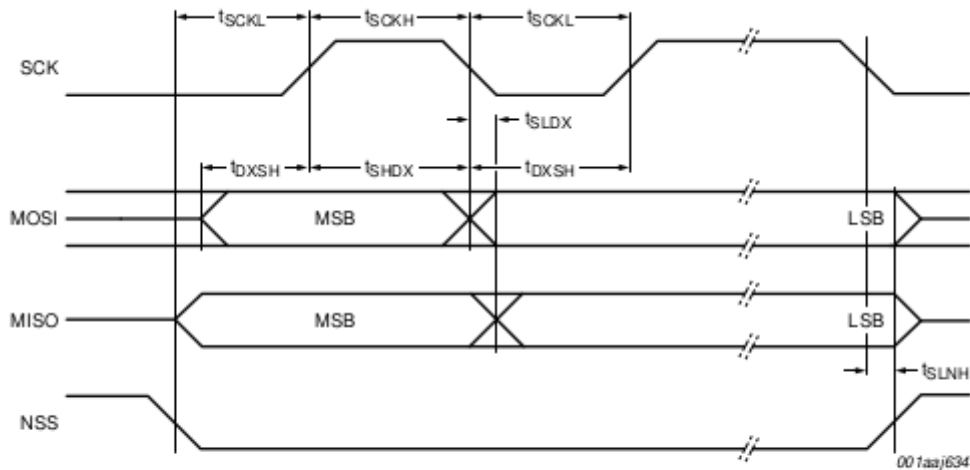 tSCKL tSCKH tSCKL
SCK
tSLDX
tDXSH tSHDX tDXSH
MOSI MSB LSB
MISO MSB LSB
tSLNH
NSS
001aaj634